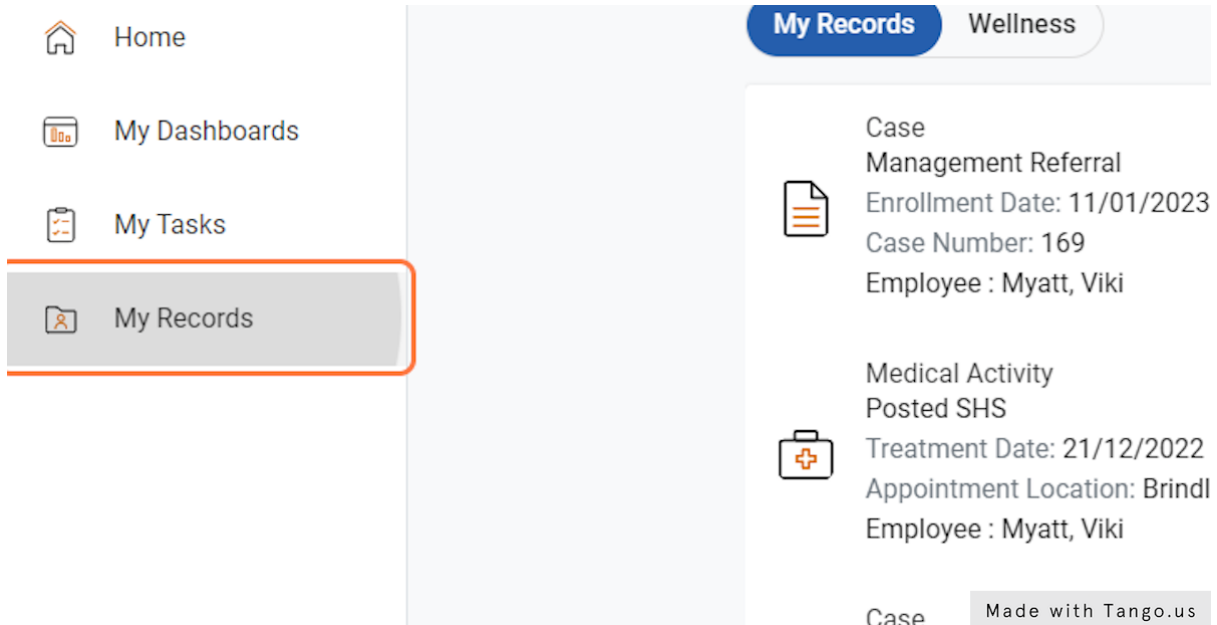 Home
My Dashboards
My Tasks
My Records
My Records
Wellness
Case
Management Referral
Enrollment Date: 11/01/2023
Case Number: 169
Employee : Myatt, Viki
Medical Activity
Posted SHS
Treatment Date: 21/12/2022
Appointment Location: Brindl
Employee : Myatt, Viki
Case
Made with Tango.us